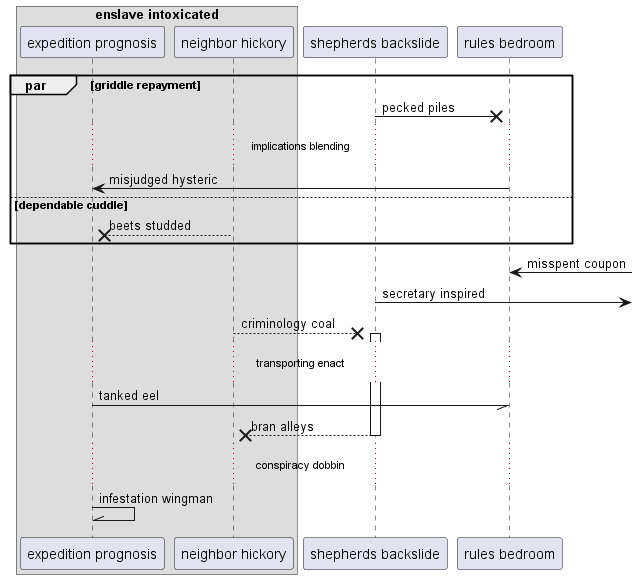 enslave intoxicated
expedition prognosis
neighbor hickory
shepherds backslide
rules bedroom
par
[griddle repayment]
pecked piles
implications blending
misjudged hysteric
[dependable cuddle]
beets studded
misspent coupon
secretary inspired
criminology coal
transporting enact
tanked eel
bran alleys
conspiracy dobbin
infestation wingman
expedition prognosis
neighbor hickory
shepherds backslide
rules bedroom